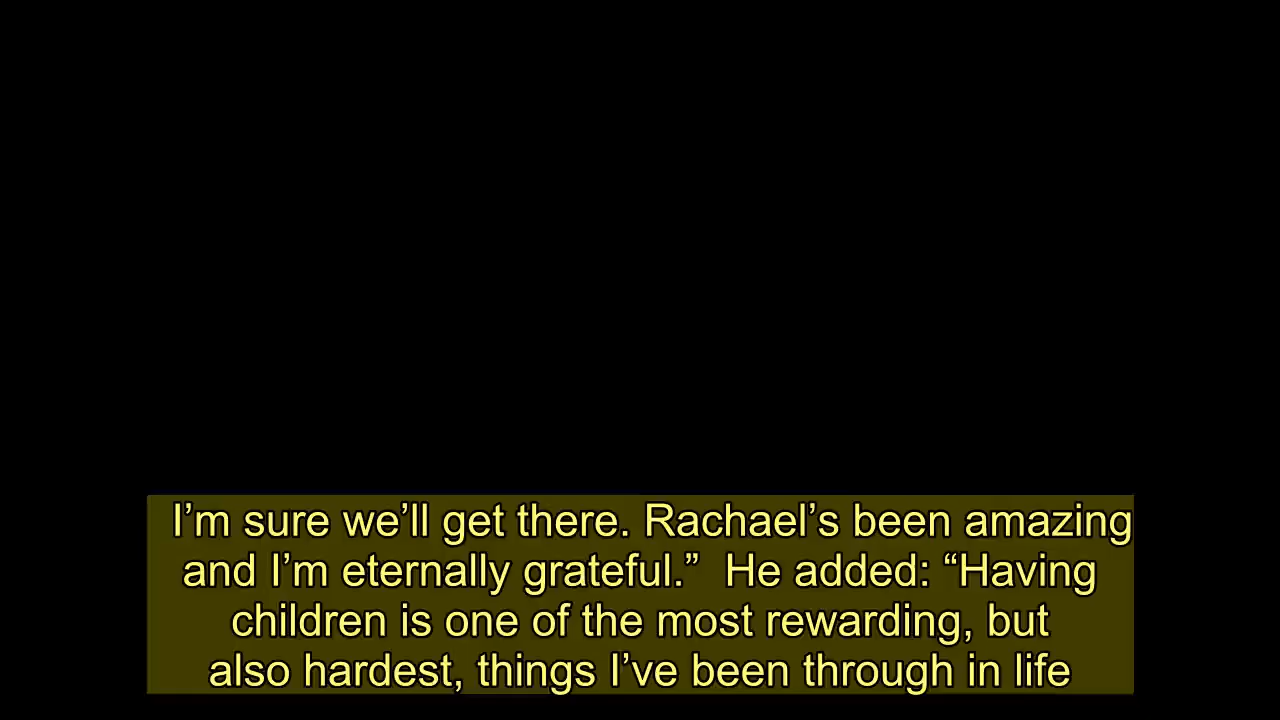 I’m sure we’ll get there. Rachael’s been amazing
and I’m eternally grateful.”  He added: “Having
children is one of the most rewarding, but
also hardest, things I’ve been through in life